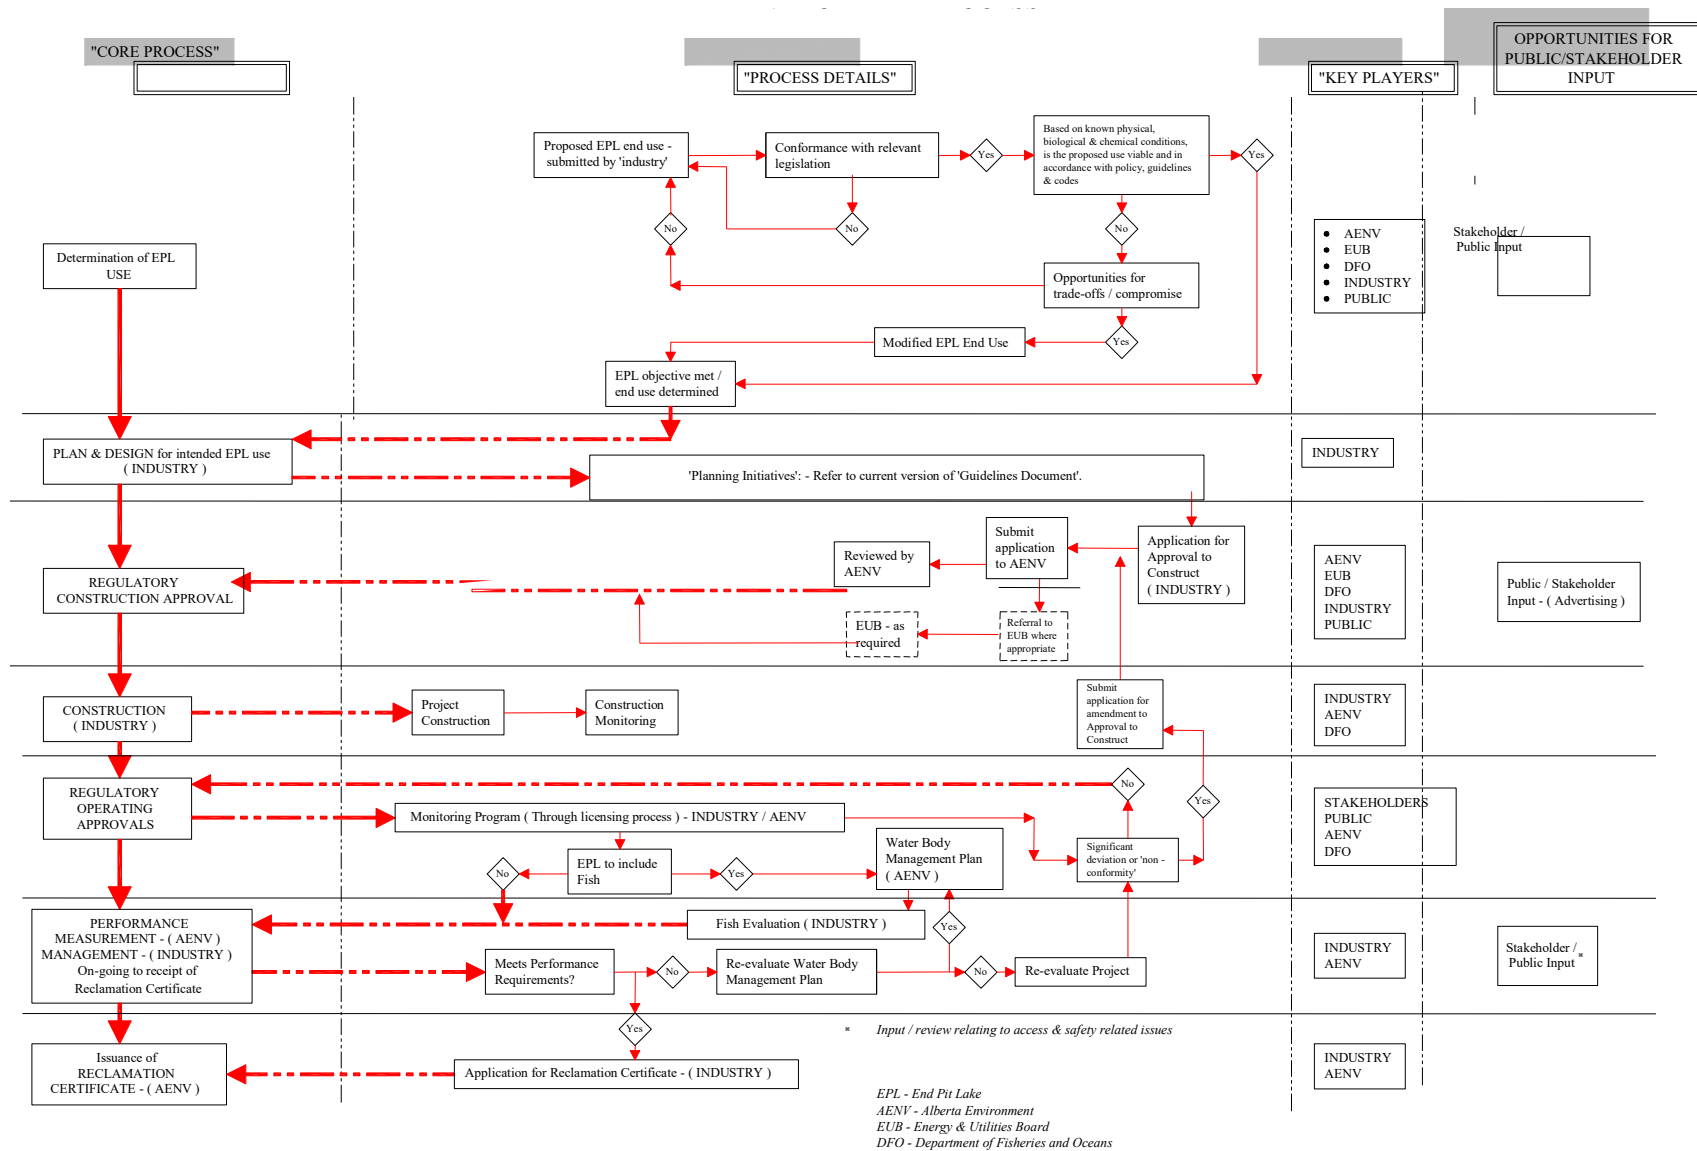 "CORE PROCESS"
"PROCESS DETAILS"
"KEY PLAYERS"
OPPORTUNITIES FOR
PUBLIC/STAKEHOLDER
INPUT
Proposed EPL end use -
submitted by 'industry'
Conformance with relevant
legislation
Yes
Based on known physical,
biological & chemical conditions,
is the proposed use viable and in
accordance with policy, guidelines
& codes
Yes
No
No
No
Determination of EPL
USE
Opportunities for
trade-offs / compromise
Yes
Modified EPL End Use
EPL objective met /
end use determined
• AENV
• EUB
• DFO
• INDUSTRY
• PUBLIC
Stakeholder /
Public Input
PLAN & DESIGN for intended EPL use
( INDUSTRY )
'Planning Initiatives': - Refer to current version of 'Guidelines Document'.
INDUSTRY
REGULATORY
CONSTRUCTION APPROVAL
Reviewed by
AENV
Submit
application
to AENV
Application for
Approval to
Construct
( INDUSTRY )
EUB - as
required
Referral to
EUB where
appropriate
AENV
EUB
DFO
INDUSTRY
PUBLIC
Public / Stakeholder
Input - ( Advertising )
CONSTRUCTION
( INDUSTRY )
Project
Construction
Construction
Monitoring
Submit
application for
amendment to
Approval to
Construct
INDUSTRY
AENV
DFO
REGULATORY
OPERATING
APPROVALS
Monitoring Program ( Through licensing process ) - INDUSTRY / AENV
No
Yes
EPL to include
Fish
No
Yes
Water Body
Management Plan
( AENV )
Significant
deviation or 'non -
conformity'
STAKEHOLDERS
PUBLIC
AENV
DFO
PERFORMANCE
MEASUREMENT - ( AENV )
MANAGEMENT - ( INDUSTRY )
On-going to receipt of
Reclamation Certificate
Fish Evaluation ( INDUSTRY )
Yes
Meets Performance
Requirements?
No
Re-evaluate Water Body
Management Plan
No
Re-evaluate Project
INDUSTRY
AENV
Stakeholder /
Public Input *
Yes
* Input / review relating to access & safety related issues
Issuance of
RECLAMATION
CERTIFICATE - ( AENV )
Application for Reclamation Certificate - ( INDUSTRY )
INDUSTRY
AENV
EPL - End Pit Lake
AENV - Alberta Environment
EUB - Energy & Utilities Board
DFO - Department of Fisheries and Oceans